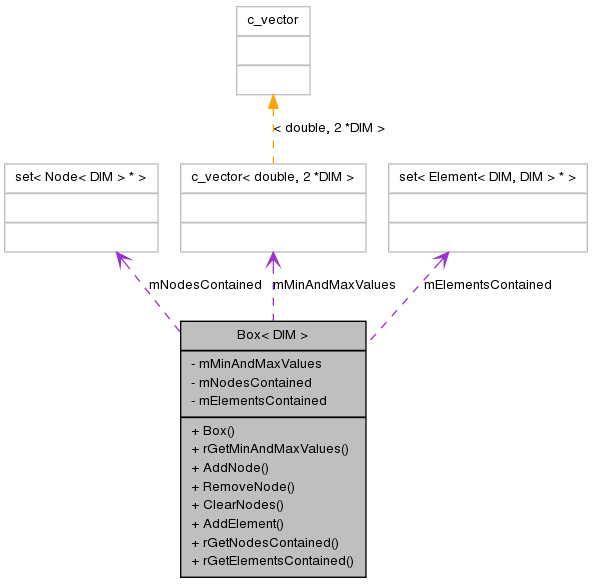 c_vector
< double, 2 *DIM >
set< Node< DIM > * >
c_vector< double, 2 *DIM >
set< Element< DIM, DIM > * >
mNodesContained
mMinAndMaxValues
mElementsContained
Box< DIM >
- mMinAndMaxValues
- mNodesContained
- mElementsContained
+ Box()
+ rGetMinAndMaxValues()
+ AddNode()
+ RemoveNode()
+ ClearNodes()
+ AddElement()
+ rGetNodesContained()
+ rGetElementsContained()